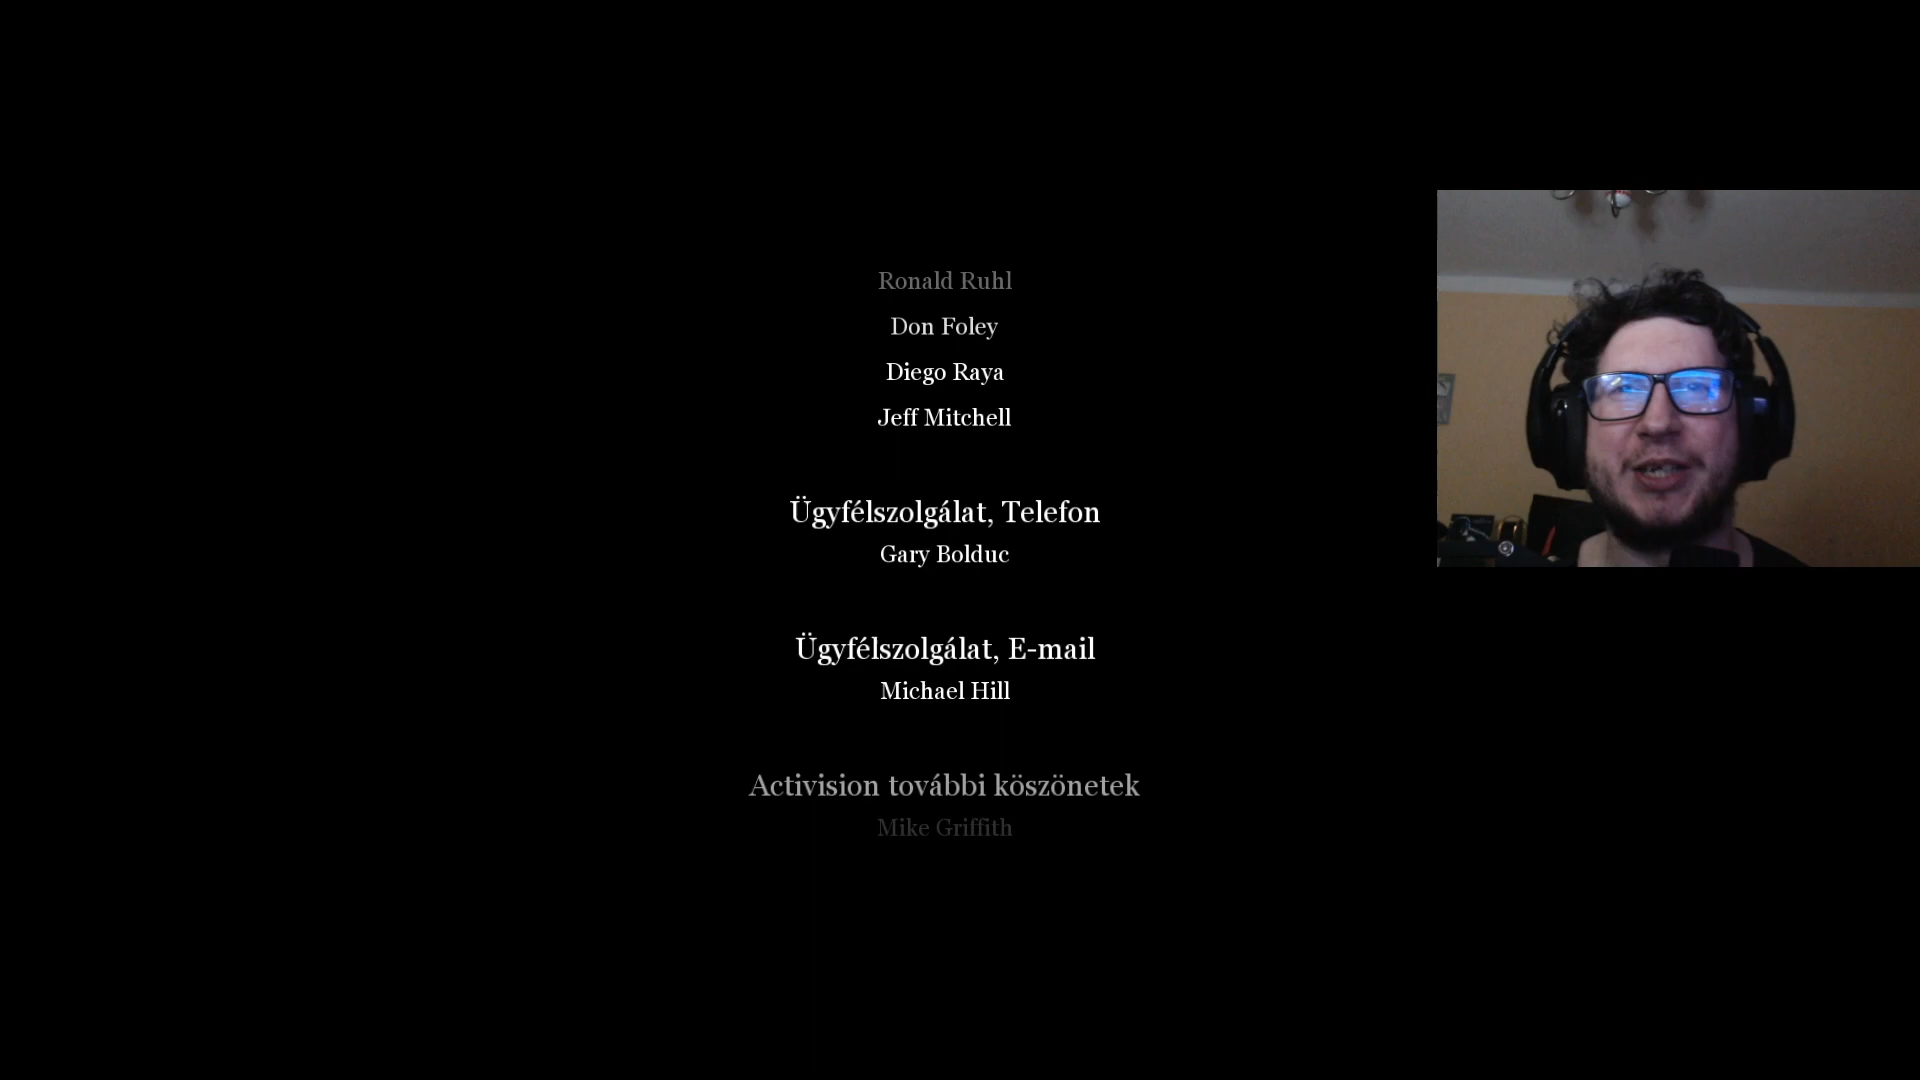 Ronald Ruhl
Don Foley
Diego Raya
Jeff Mitchell
Ügyfélszolgálat, Telefon
Gary Bolduc
Ügyfélszolgálat, E-mail
Michael Hill
Activision további köszönetek
Mike Griffith